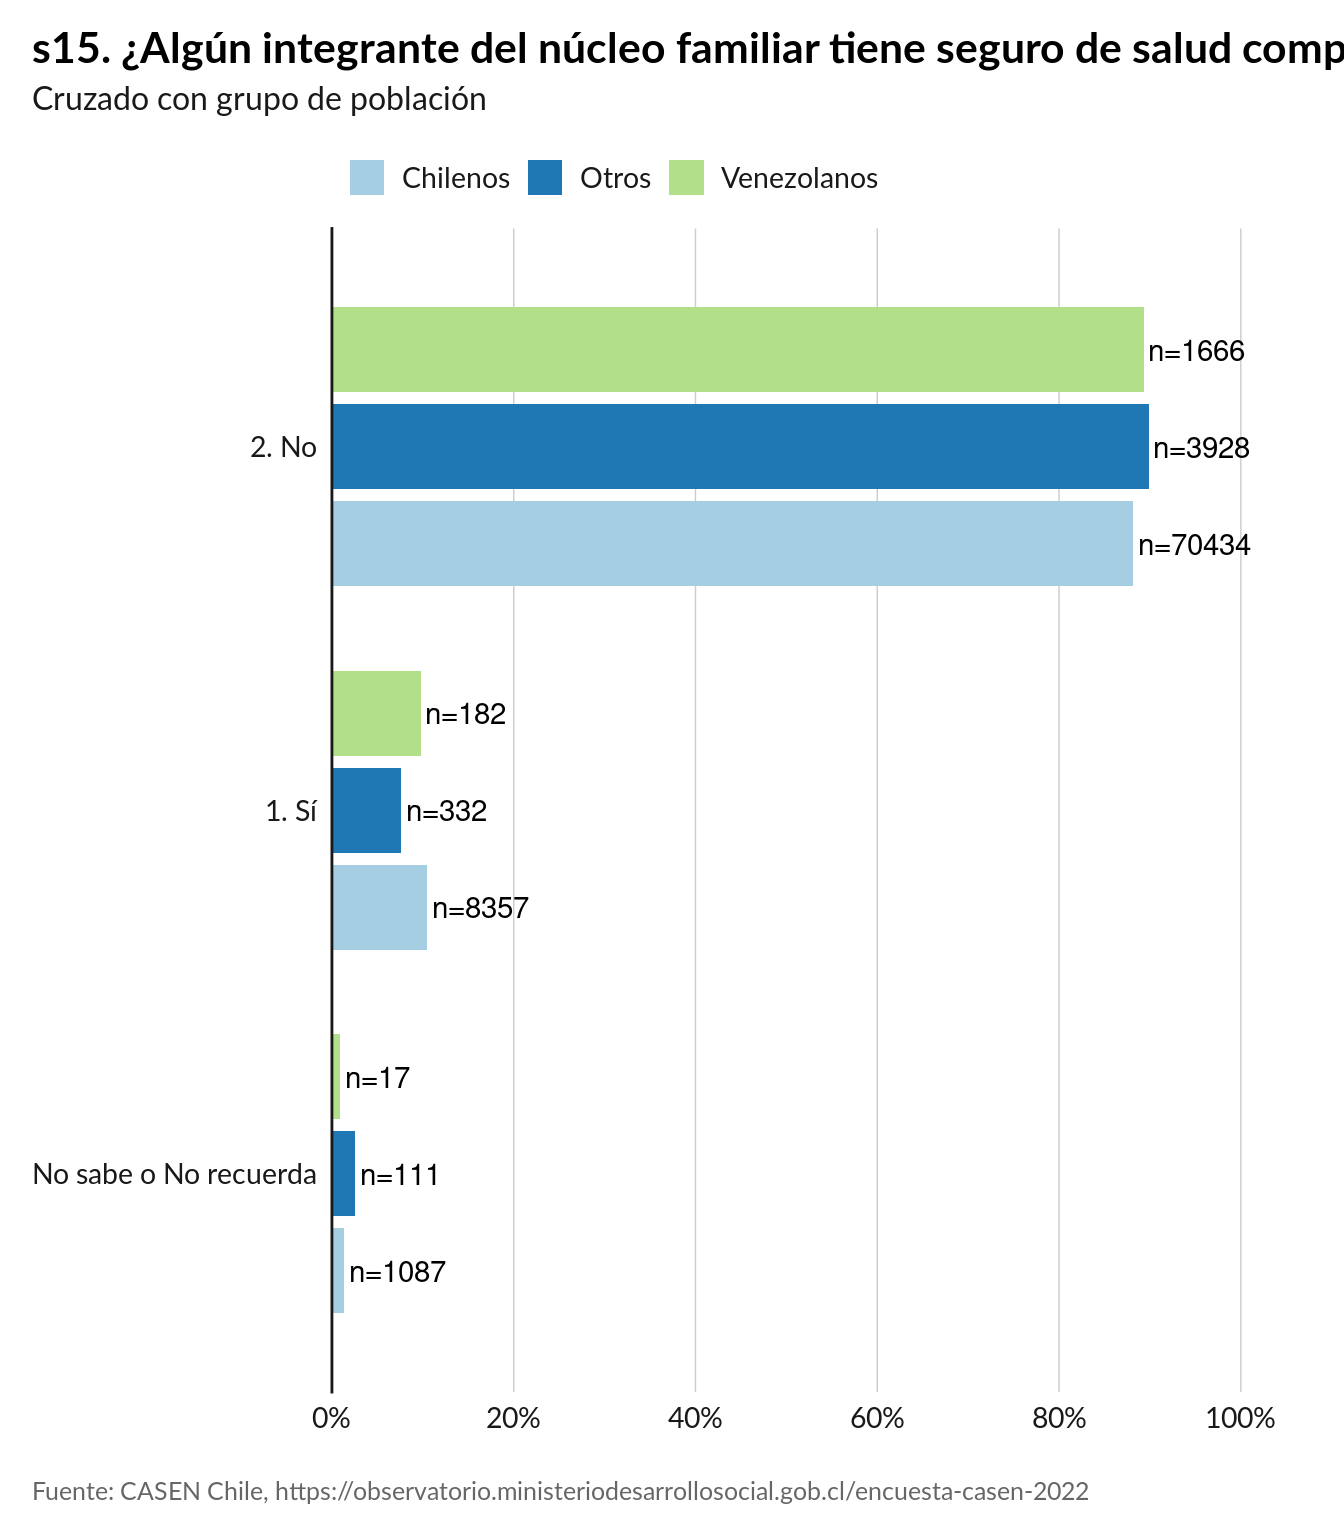 s15. ¿Algún integrante del núcleo familiar tiene seguro de salud comp
Cruzado con grupo de población
Chilenos Otros Venezolanos
n=1666
2. No n=3928
n=70434
n=182
1. Sí n=332
n=8357
n=17
No sabe o No recuerda n=111
n=1087
0% 20% 40% 60% 80% 100%
Fuente: CASEN Chile, https://observatorio.ministeriodesarrollosocial.gob.cl/encuesta-casen-2022